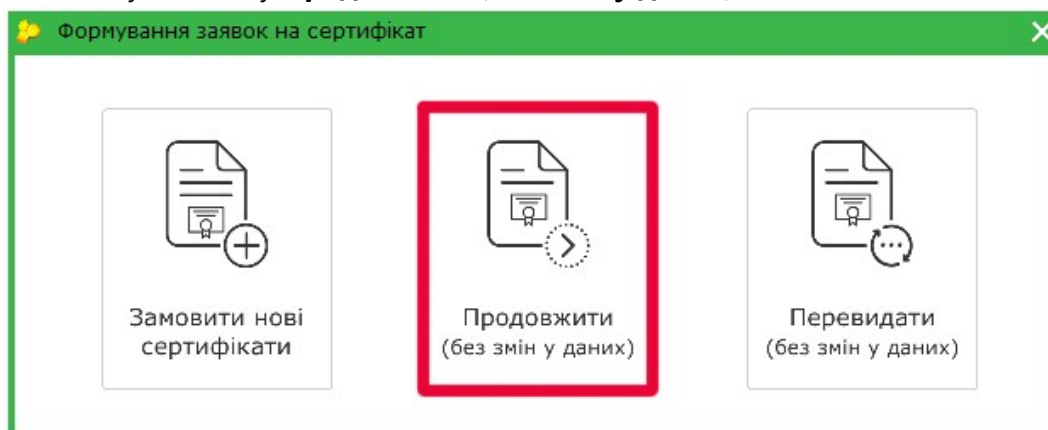 Формування заявок на сертифікат
Замовити нові
сертифікати
Продовжити
(без змін у даних)
Перевидати
(без змін у даних)